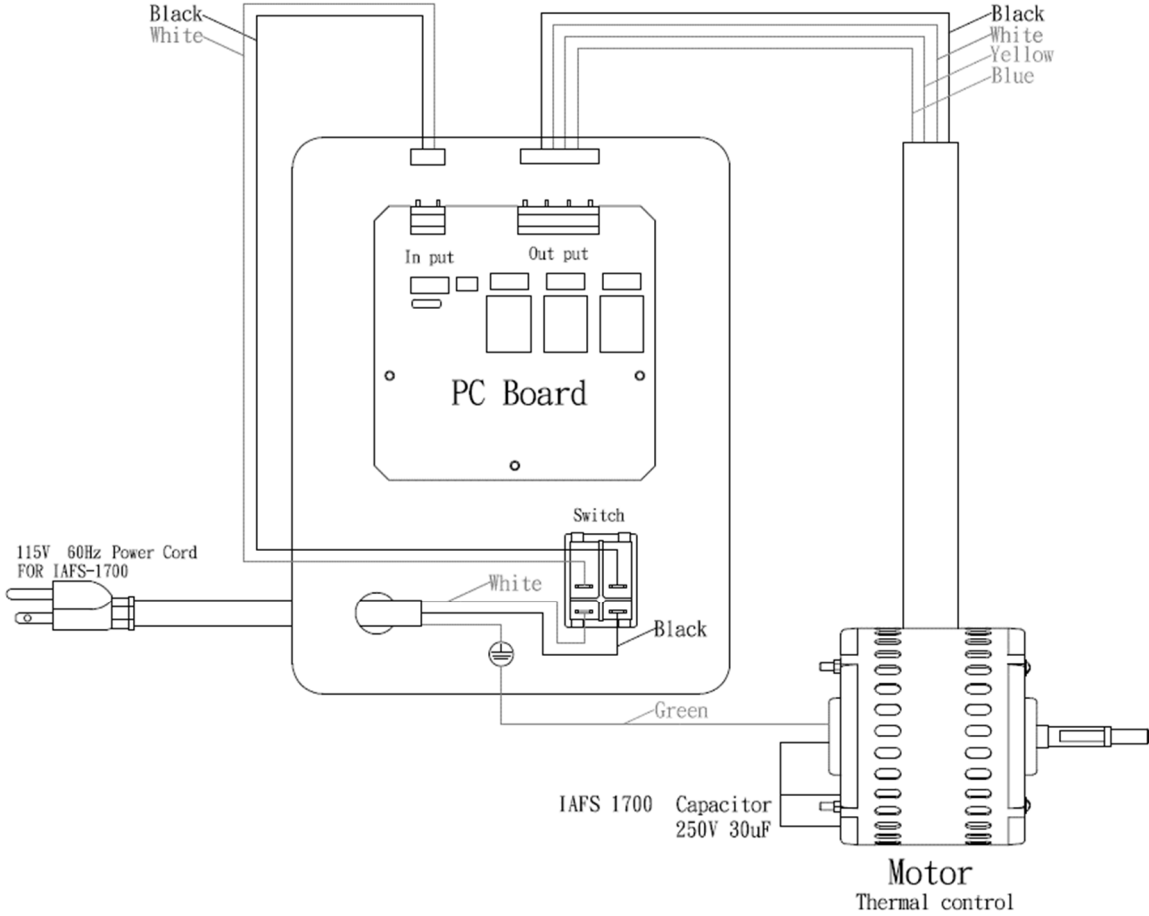 Black
White
Black
White
Yellow
Blue
In put
Out put
PC Board
Switch
115V 60Hz Power Cord
FOR IAFS-1700
White
Black
Green
IAFS 1700 Capacitor
250V 30uF
Motor
Thermal control